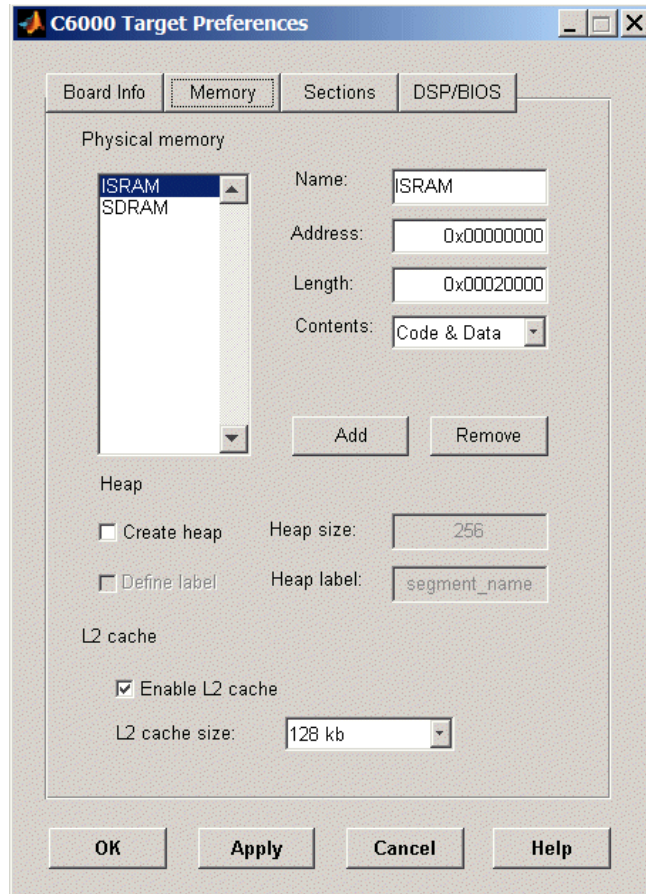 C6000 Target Preferences
Board Info Memory Sections DSP/BIOS
Physical memory
ISRAM
SDRAM
Name: ISRAM
Address: 0x00000000
Length: 0x00020000
Contents: Code & Data
Add Remove
Heap
Create heap Heap size: 256
Define label Heap label: segment_name
L2 cache
Enable L2 cache
L2 cache size: 128 kb
OK Apply Cancel Help